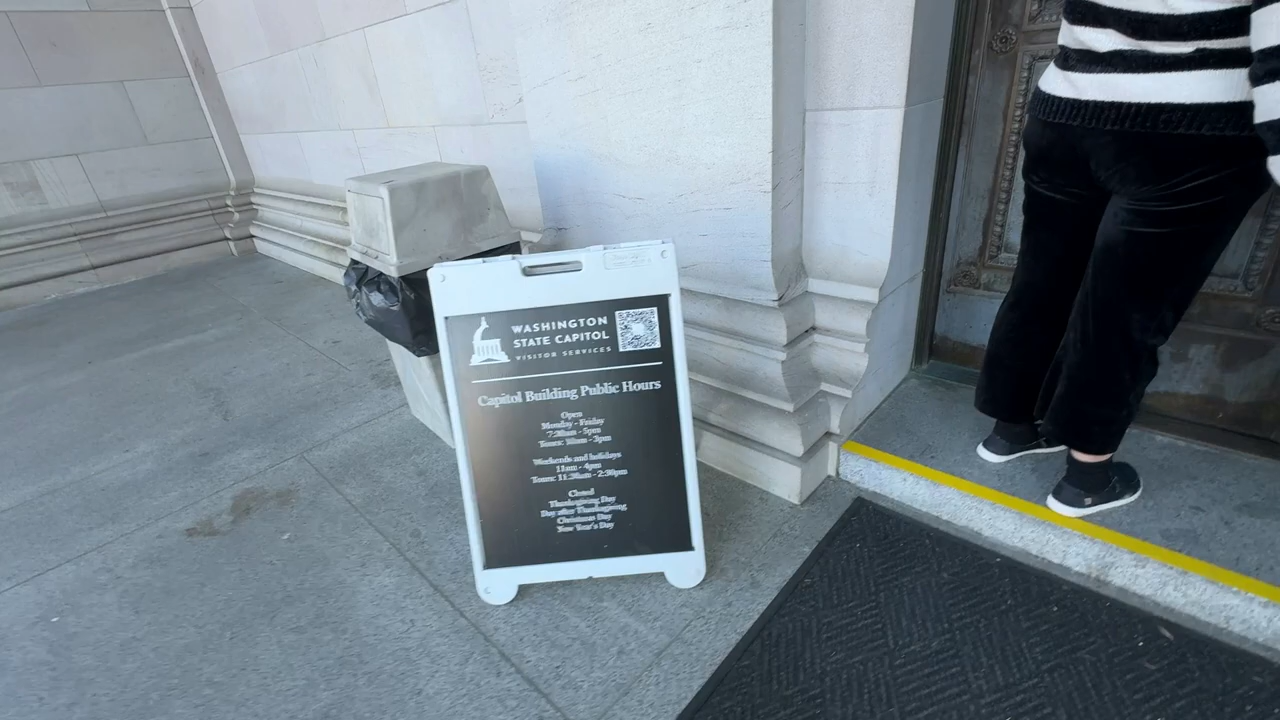 WASHINGTON
STATE CAPITOL
VISITOR SERVICES
Capitol Building Public Hours
Open
Monday - Friday
7:30am - 5pm
Tours: 10am - 3pm
Weekends and holidays
11am - 4pm
Tours: 11:30am - 2:30pm
Closed
Thanksgiving Day
Day after Thanksgiving
Christmas Day
New Year's Day